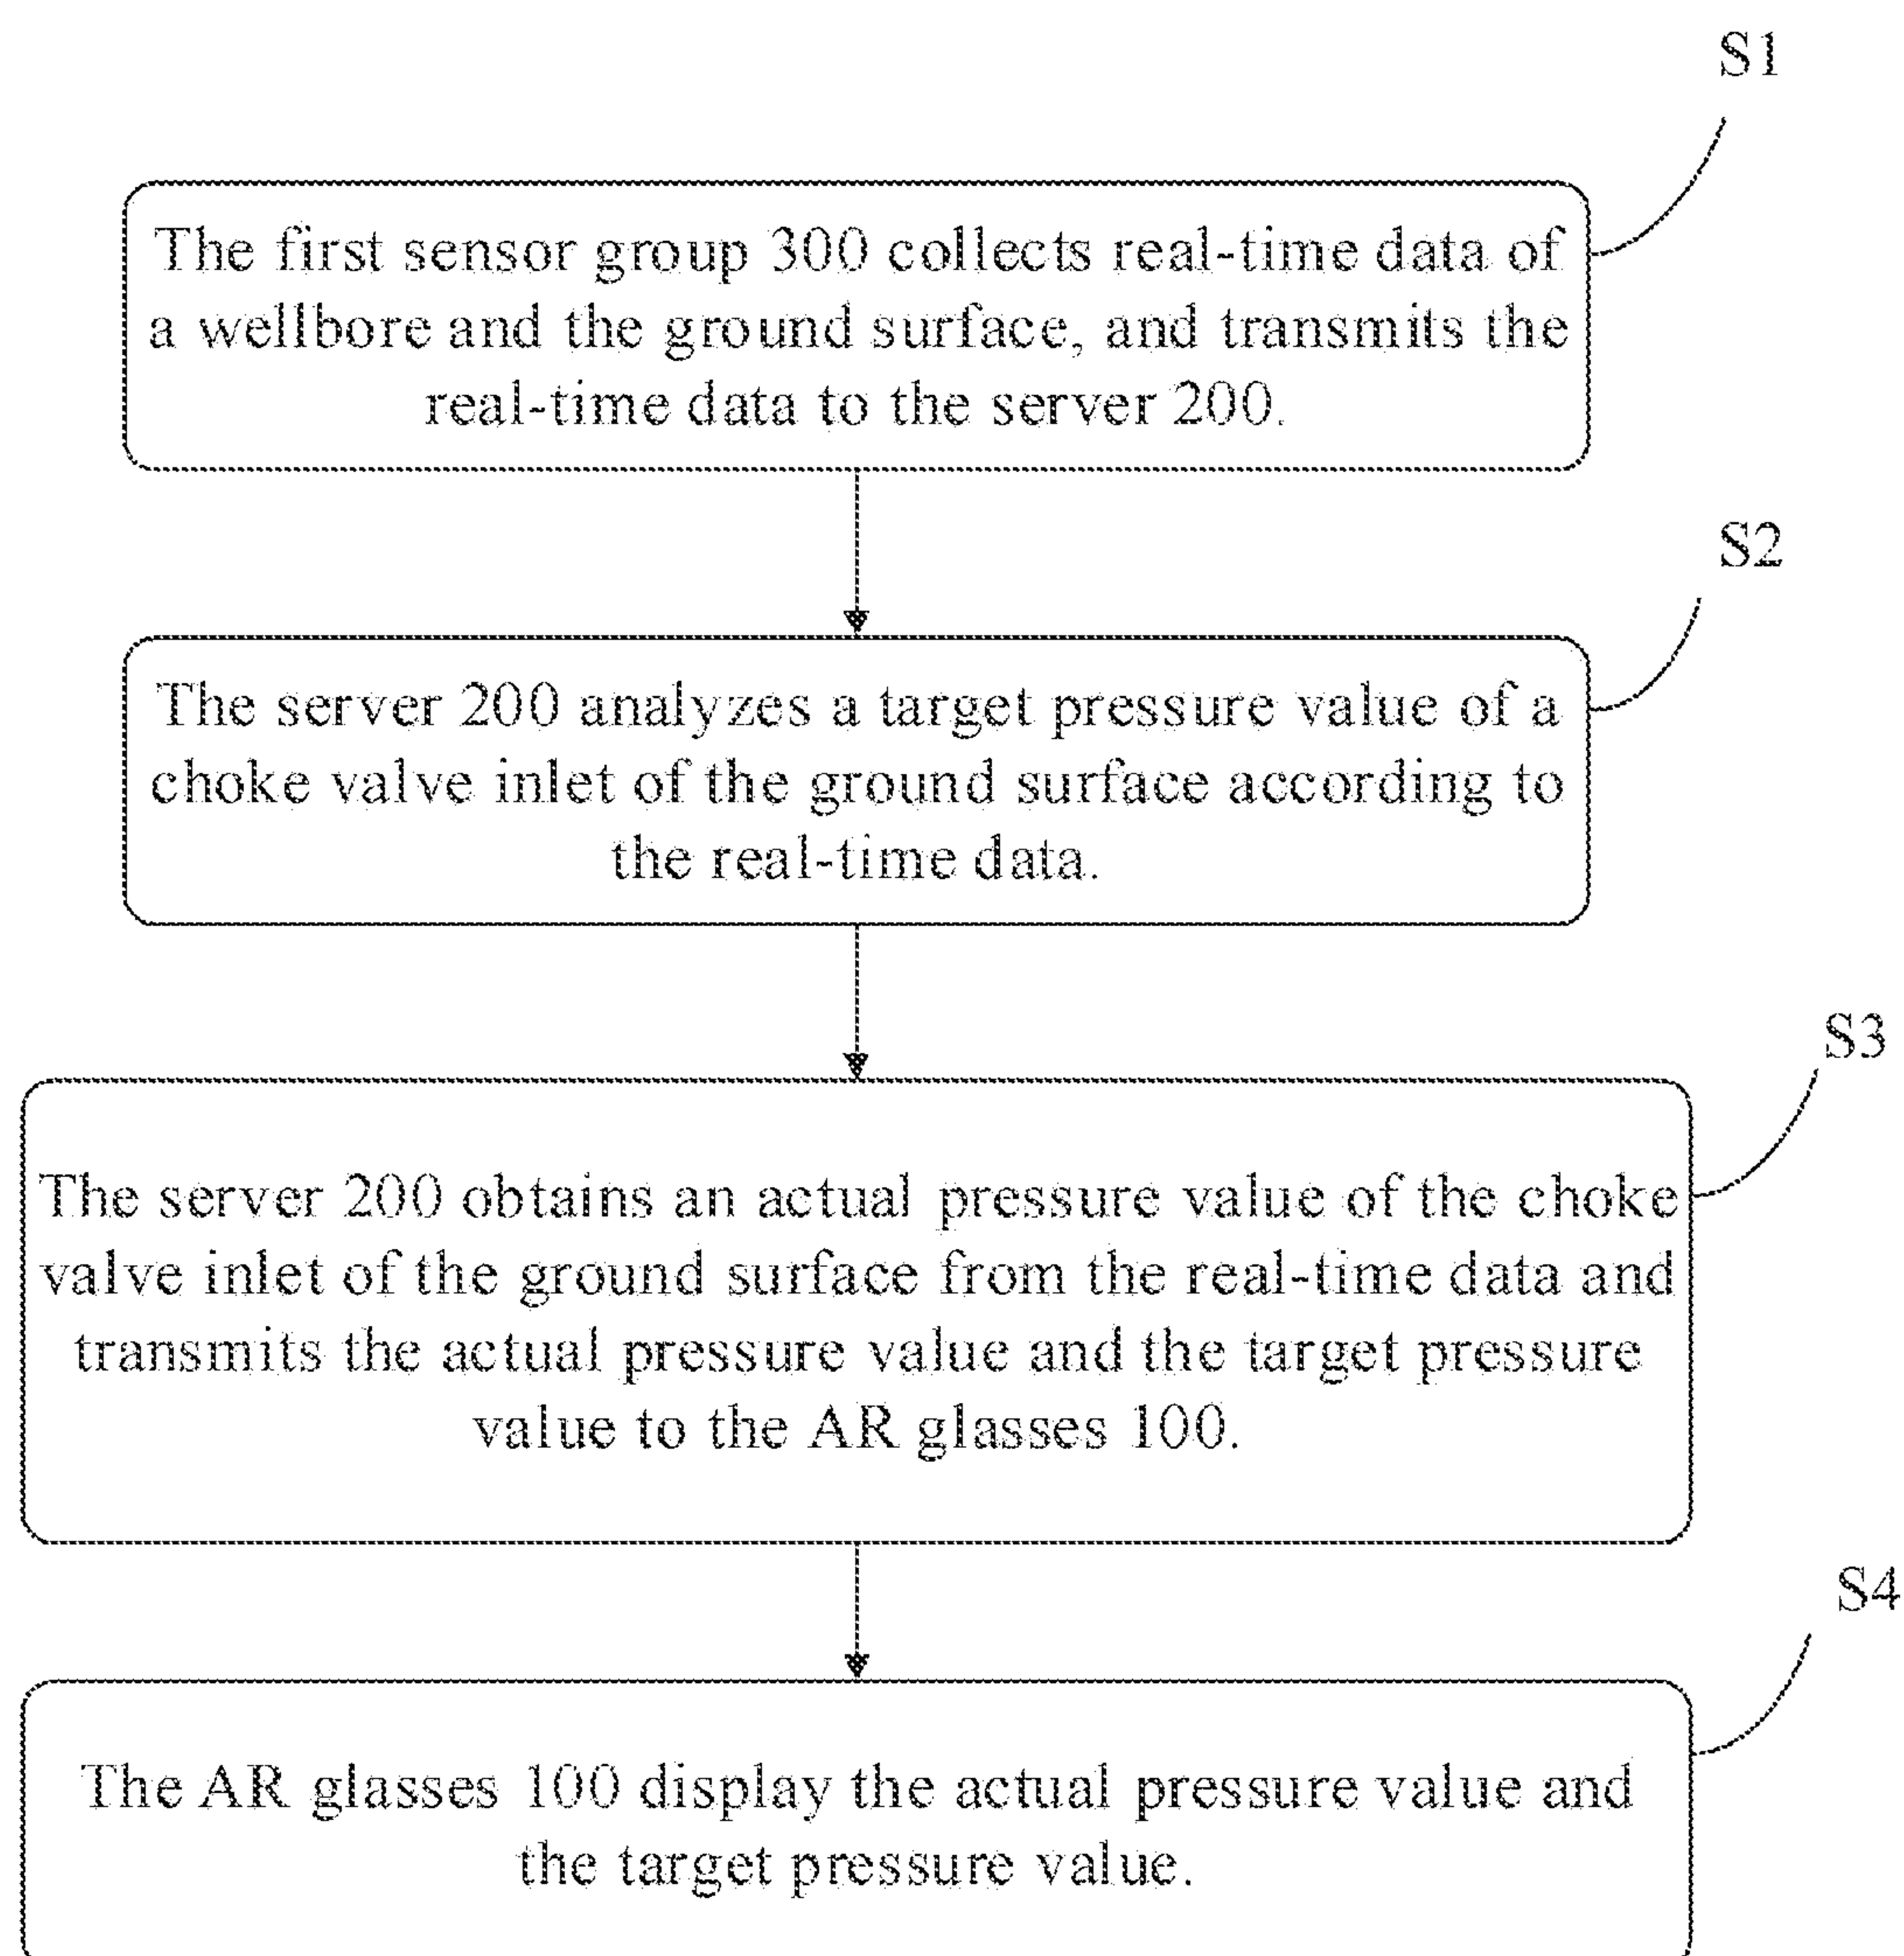 S1
The first sensor group 300 collects real-time data of
a wellbore and the ground surface, and transmits the
real-time data to the server 200.
S2
The server 200 analyzes a target pressure value of a
choke valve inlet of the ground surface according to
the real-time data.
S3
The server 200 obtains an actual pressure value of the choke
valve inlet of the ground surface from the real-time data and
transmits the actual pressure value and the target pressure
value to the AR glasses 100.
S4
The AR glasses 100 display the actual pressure value and
the target pressure value.